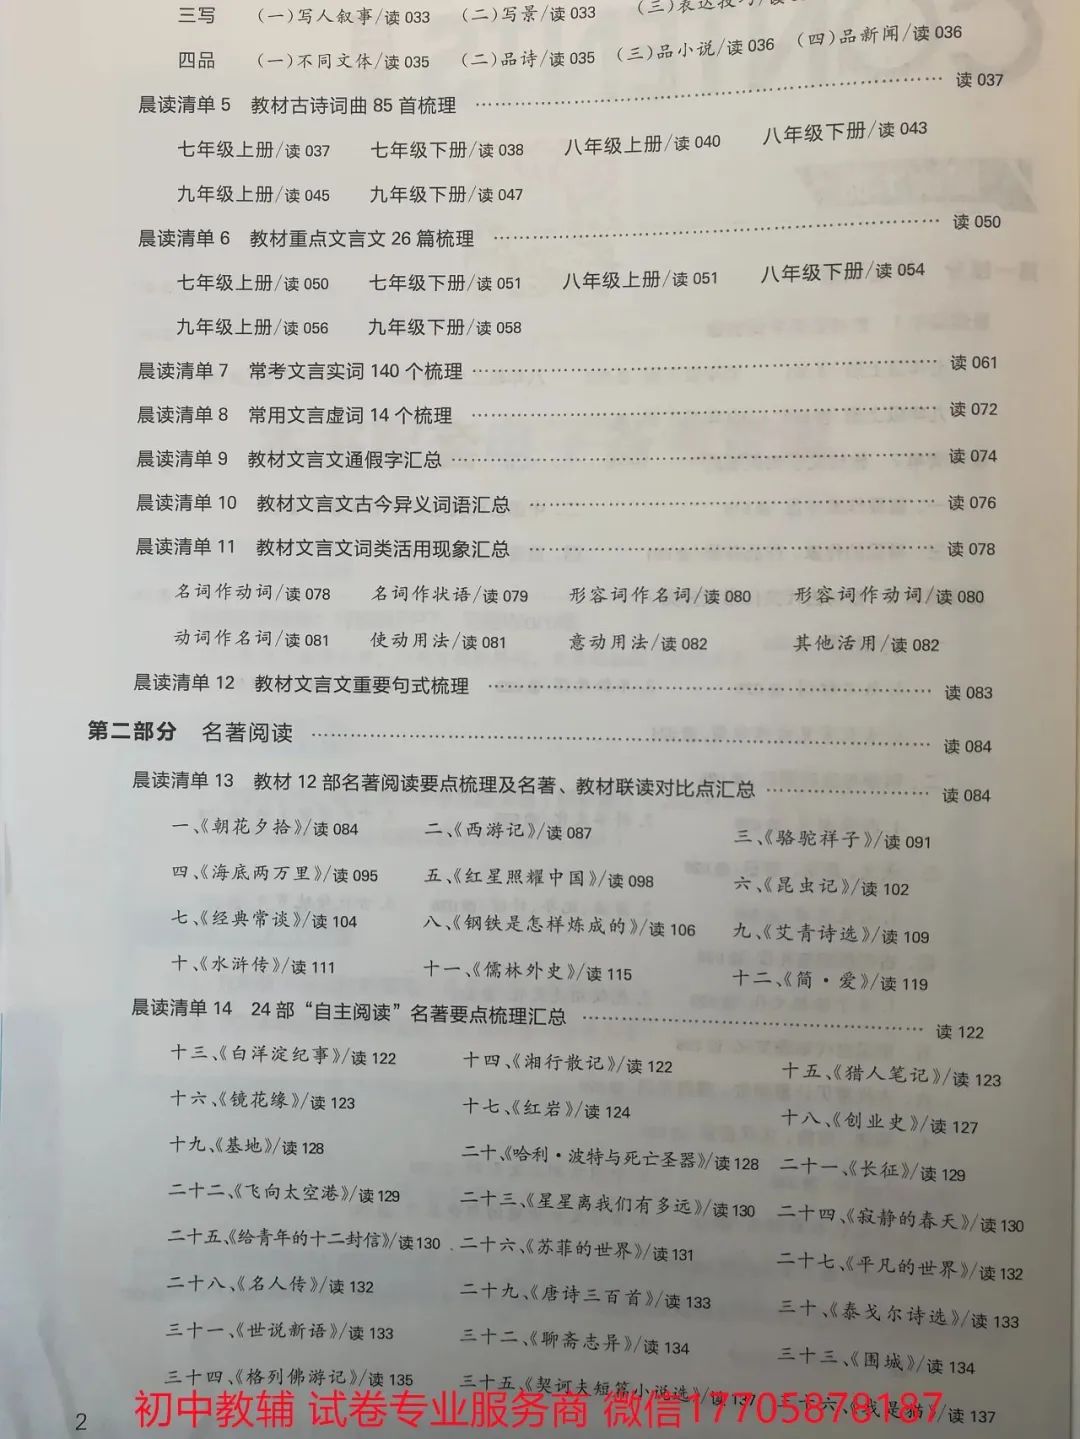 三写 (一)写人叙事/读 033 (二)写景/读 033 (三)表达技巧/读
四品 (一)不同文体/读 035 (二)品诗/读 035 (三)品小说/读 036 (四)品新闻/读 036
晨读清单 5 教材古诗词曲 85 首梳理 …… 读 037
七年级上册/读 037 七年级下册/读 038 八年级上册/读 040 八年级下册/读 043
九年级上册/读 045 九年级下册/读 047
晨读清单 6 教材重点文言文 26 篇梳理 …… 读 050
七年级上册/读 050 七年级下册/读 051 八年级上册/读 051 八年级下册/读 054
九年级上册/读 056 九年级下册/读 058
晨读清单 7 常考文言实词 140 个梳理 …… 读 061
晨读清单 8 常用文言虚词 14 个梳理 …… 读 072
晨读清单 9 教材文言文通假字汇总 …… 读 074
晨读清单 10 教材文言文古今异义词语汇总 …… 读 076
晨读清单 11 教材文言文词类活用现象汇总 …… 读 078
名词作动词/读 078 名词作状语/读 079 形容词作名词/读 080 形容词作动词/读 080
动词作名词/读 081 使动用法/读 081 意动用法/读 082 其他活用/读 082
晨读清单 12 教材文言文重要句式梳理 …… 读 083
第二部分 名著阅读 …… 读 084
晨读清单 13 教材 12 部名著阅读要点梳理及名著、教材联读对比点汇总 …… 读 084
一、《朝花夕拾》/读 084 二、《西游记》/读 087 三、《骆驼祥子》/读 091
四、《海底两万里》/读 095 五、《红星照耀中国》/读 098 六、《昆虫记》/读 102
七、《经典常谈》/读 104 八、《钢铁是怎样炼成的》/读 106 九、《艾青诗选》/读 109
十、《水浒传》/读 111 十一、《儒林外史》/读 115 十二、《简·爱》/读 119
晨读清单 14 24 部“自主阅读”名著要点梳理汇总 …… 读 122
十三、《白洋淀纪事》/读 122 十四、《湘行散记》/读 122 十五、《猎人笔记》/读 123
十六、《镜花缘》/读 123 十七、《红岩》/读 124 十八、《创业史》/读 127
十九、《基地》/读 128 二十、《哈利·波特与死亡圣器》/读 128 二十一、《长征》/读 129
二十二、《飞向太空港》/读 129 二十三、《星星离我们有多远》/读 130 二十四、《寂静的春天》/读 130
二十五、《给青年的十二封信》/读 130 二十六、《苏菲的世界》/读 131 二十七、《平凡的世界》/读 132
二十八、《名人传》/读 132 二十九、《唐诗三百首》/读 133 三十、《泰戈尔诗选》/读 133
三十一、《世说新语》/读 133 三十二、《聊斋志异》/读 134 三十三、《围城》/读 134
三十四、《格列佛游记》/读 135 三十五、《契诃夫短篇小说选》/读 137 三十六、《我是猫》/读 137
初中教辅 试卷专业服务商 微信17705878187
2